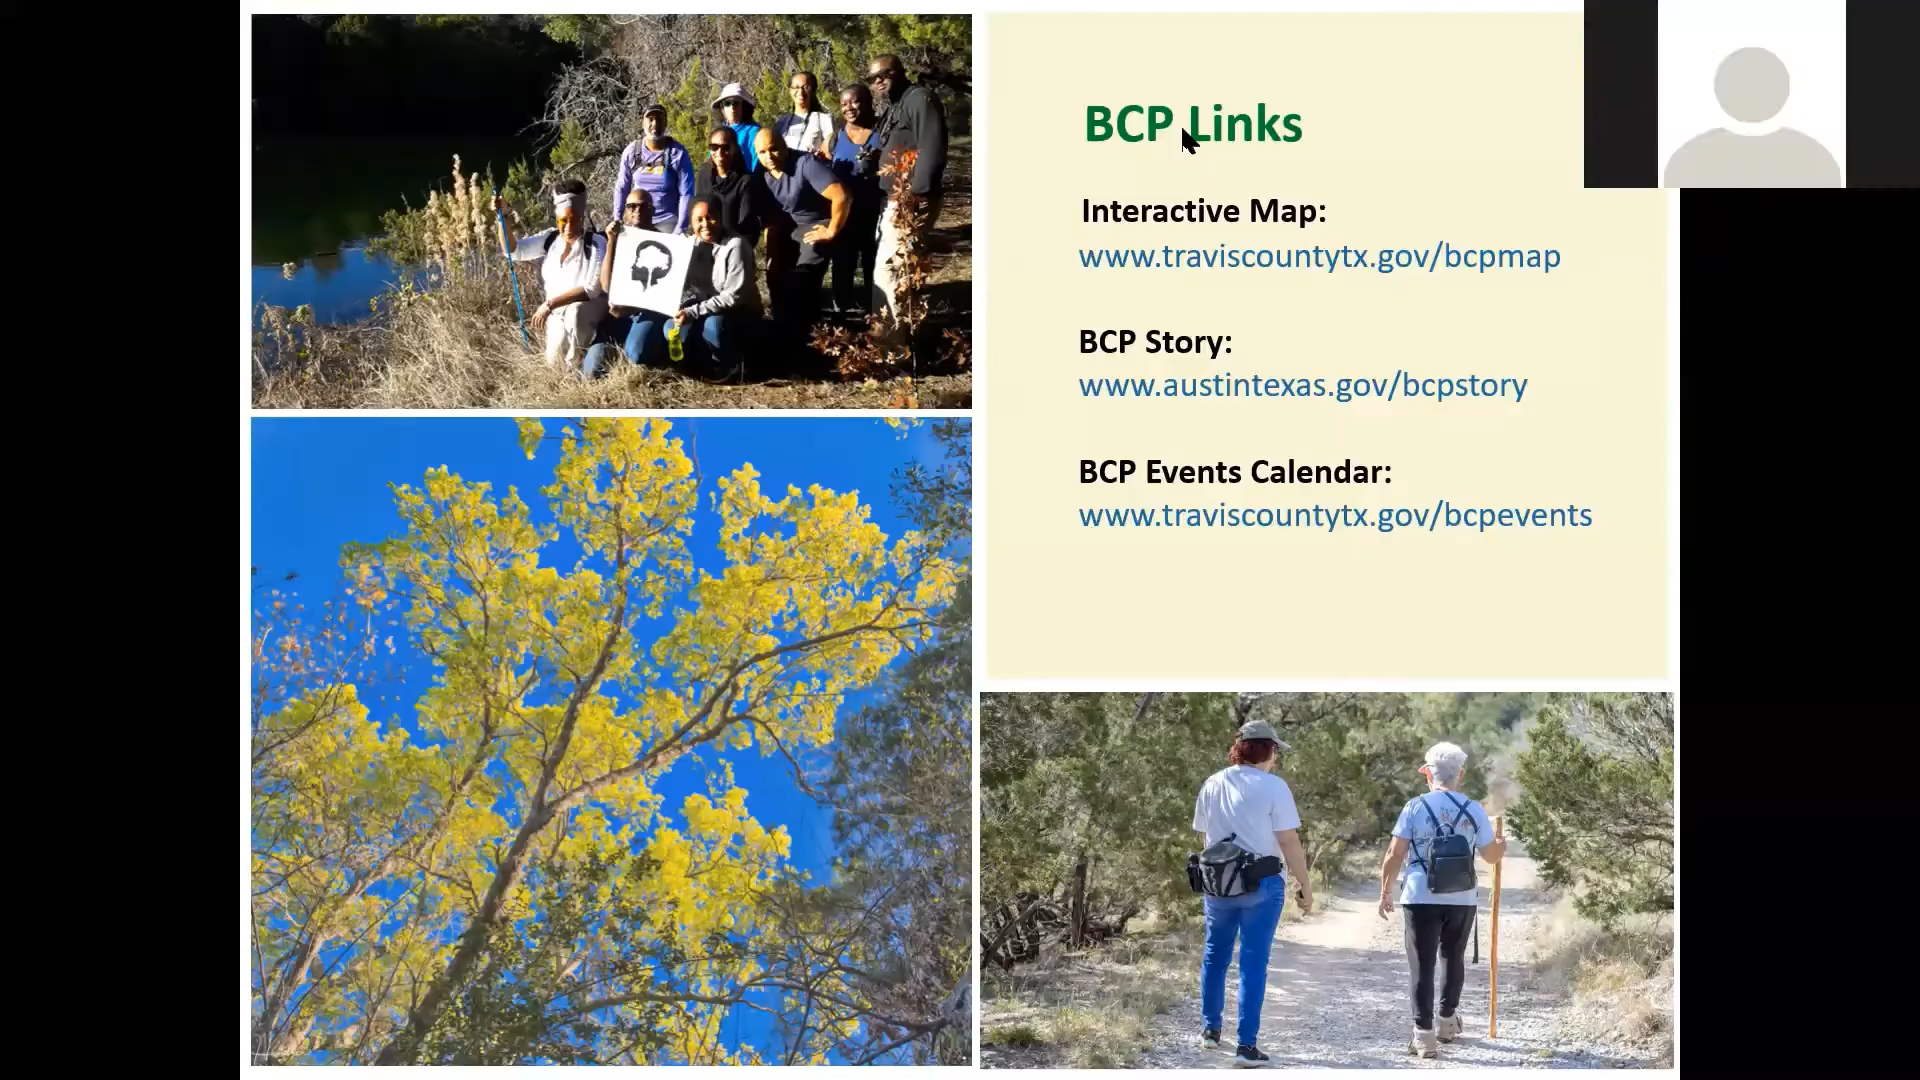 BCP Links
Interactive Map:
www.traviscountytx.gov/bcpmap
BCP Story:
www.austintexas.gov/bcpstory
BCP Events Calendar:
www.traviscountytx.gov/bcpevents